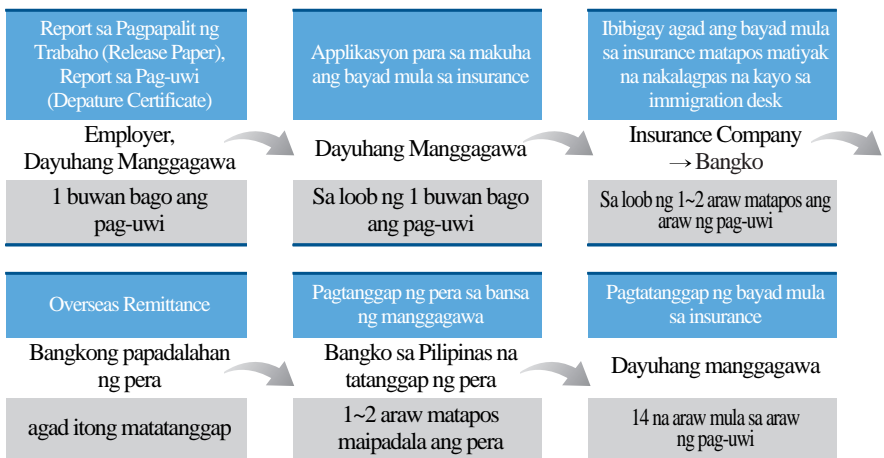 Report sa Pagpapalit ng
Trabaho (Release Paper),
Report sa Pag-uwi
(Depature Certificate)
Employer,
Dayuhang Manggagawa
1 buwan bago ang
pag-uwi
Applikasyon para sa makuha
ang bayad mula sa insurance
Dayuhang Manggagawa
Sa loob ng 1 buwan bago
ang pag-uwi
Ibibigay agad ang bayad mula
sa insurance matapos matiyak
na nakalagpas na kayo sa
immigration desk
Insurance Company
→ Bangko
Sa loob ng 1~2 araw matapos ang
araw ng pag-uwi
Overseas Remittance
Bangkong papadalahan
ng pera
agad itong matatanggap
Pagtanggap ng pera sa bansa
ng manggagawa
Bangko sa Pilipinas na
tatanggap ng pera
1~2 araw matapos
maipadala ang pera
Pagtatanggap ng bayad mula
sa insurance
Dayuhang manggagawa
14 na araw mula sa araw
ng pag-uwi